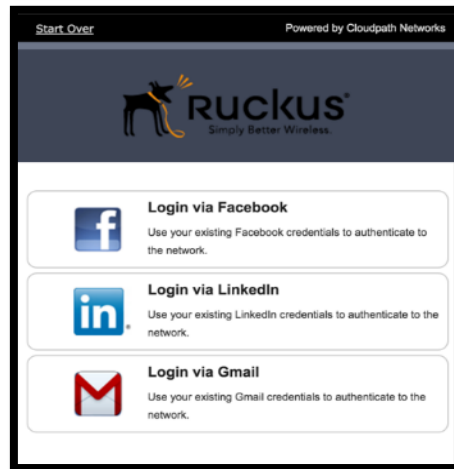 Start Over
Powered by Cloudpath Networks
RUCKUS®
Simply Better Wireless.
Login via Facebook
Use your existing Facebook credentials to authenticate to
the network.
Login via LinkedIn
Use your existing LinkedIn credentials to authenticate to the
network.
in
Login via Gmail
Use your existing Gmail credentials to authenticate to the
network.